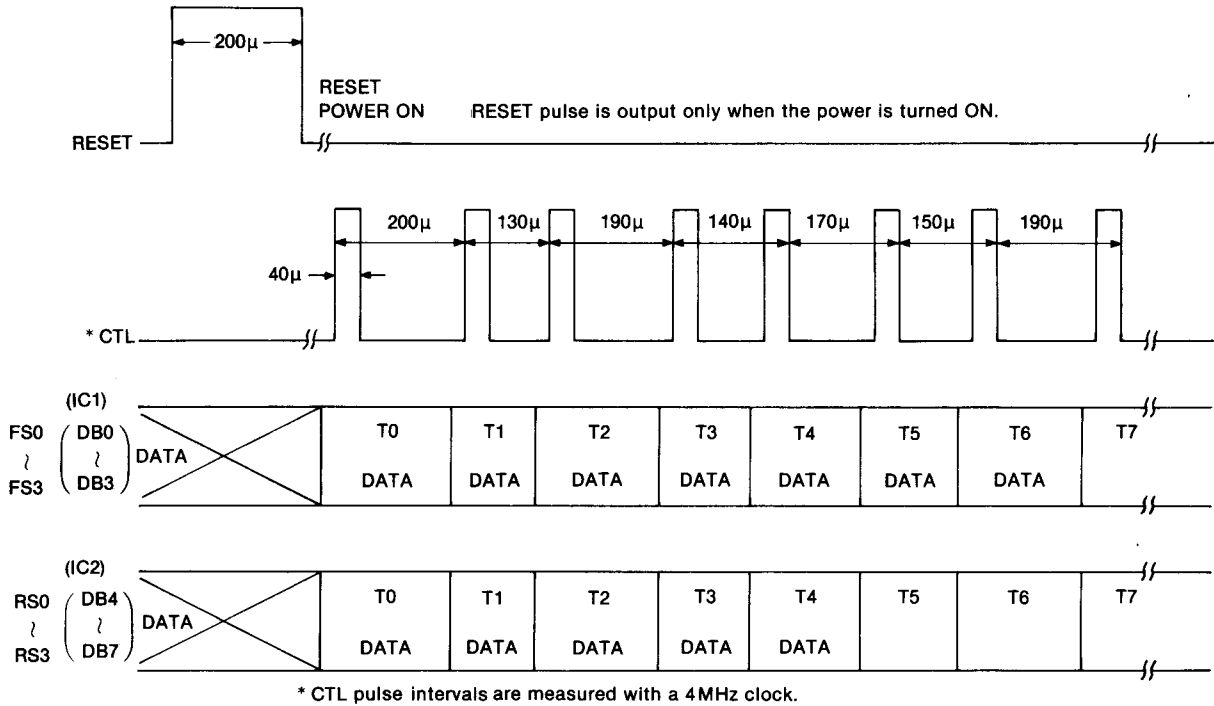 200μ
RESET
POWER ON RESET pulse is output only when the power is turned ON.
RESET
200μ 130μ 190μ 140μ 170μ 150μ 190μ
40μ
* CTL
(IC1)
FS0 ~ FS3 (DB0 ~ DB3) DATA
T0 T1 T2 T3 T4 T5 T6 T7
DATA DATA DATA DATA DATA DATA DATA
(IC2)
RS0 ~ RS3 (DB4 ~ DB7) DATA
T0 T1 T2 T3 T4 T5 T6 T7
DATA DATA DATA DATA DATA
* CTL pulse intervals are measured with a 4MHz clock.